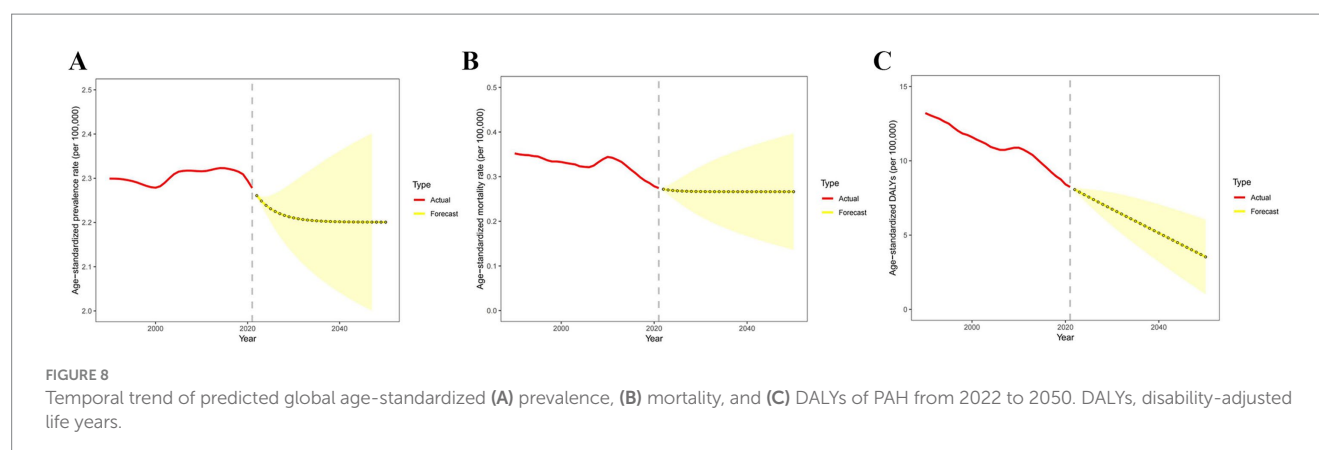 A
Age-standardized prevalence rate (per 100,000)
2.5
2.4
2.3
2.2
2.1
2.0
2000
2020
2040
Year
Type
Actual
Forecast
B
Age-standardized mortality rate (per 100,000)
0.5
0.4
0.3
0.2
0.1
0.0
2000
2020
2040
Year
Type
Actual
Forecast
C
Age-standardized DALYs (per 100,000)
15
10
5
0
2000
2020
2040
Year
Type
Actual
Forecast
FIGURE 8
Temporal trend of predicted global age-standardized (A) prevalence, (B) mortality, and (C) DALYs of PAH from 2022 to 2050. DALYs, disability-adjusted
life years.